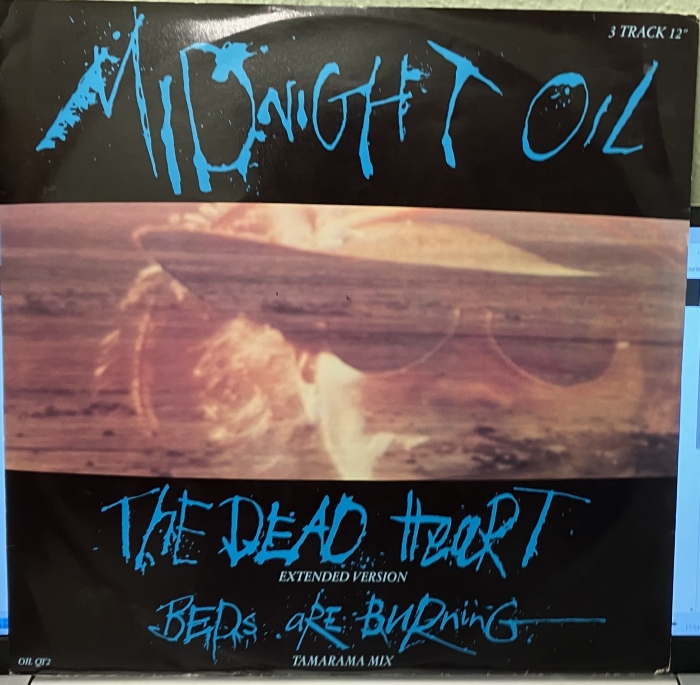 3 TRACK 12"
MIDNIGHT OIL
THE DEAD HEART
EXTENDED VERSION
BEDS ARE BURNING
TAMARAMA MIX
OIL QT2